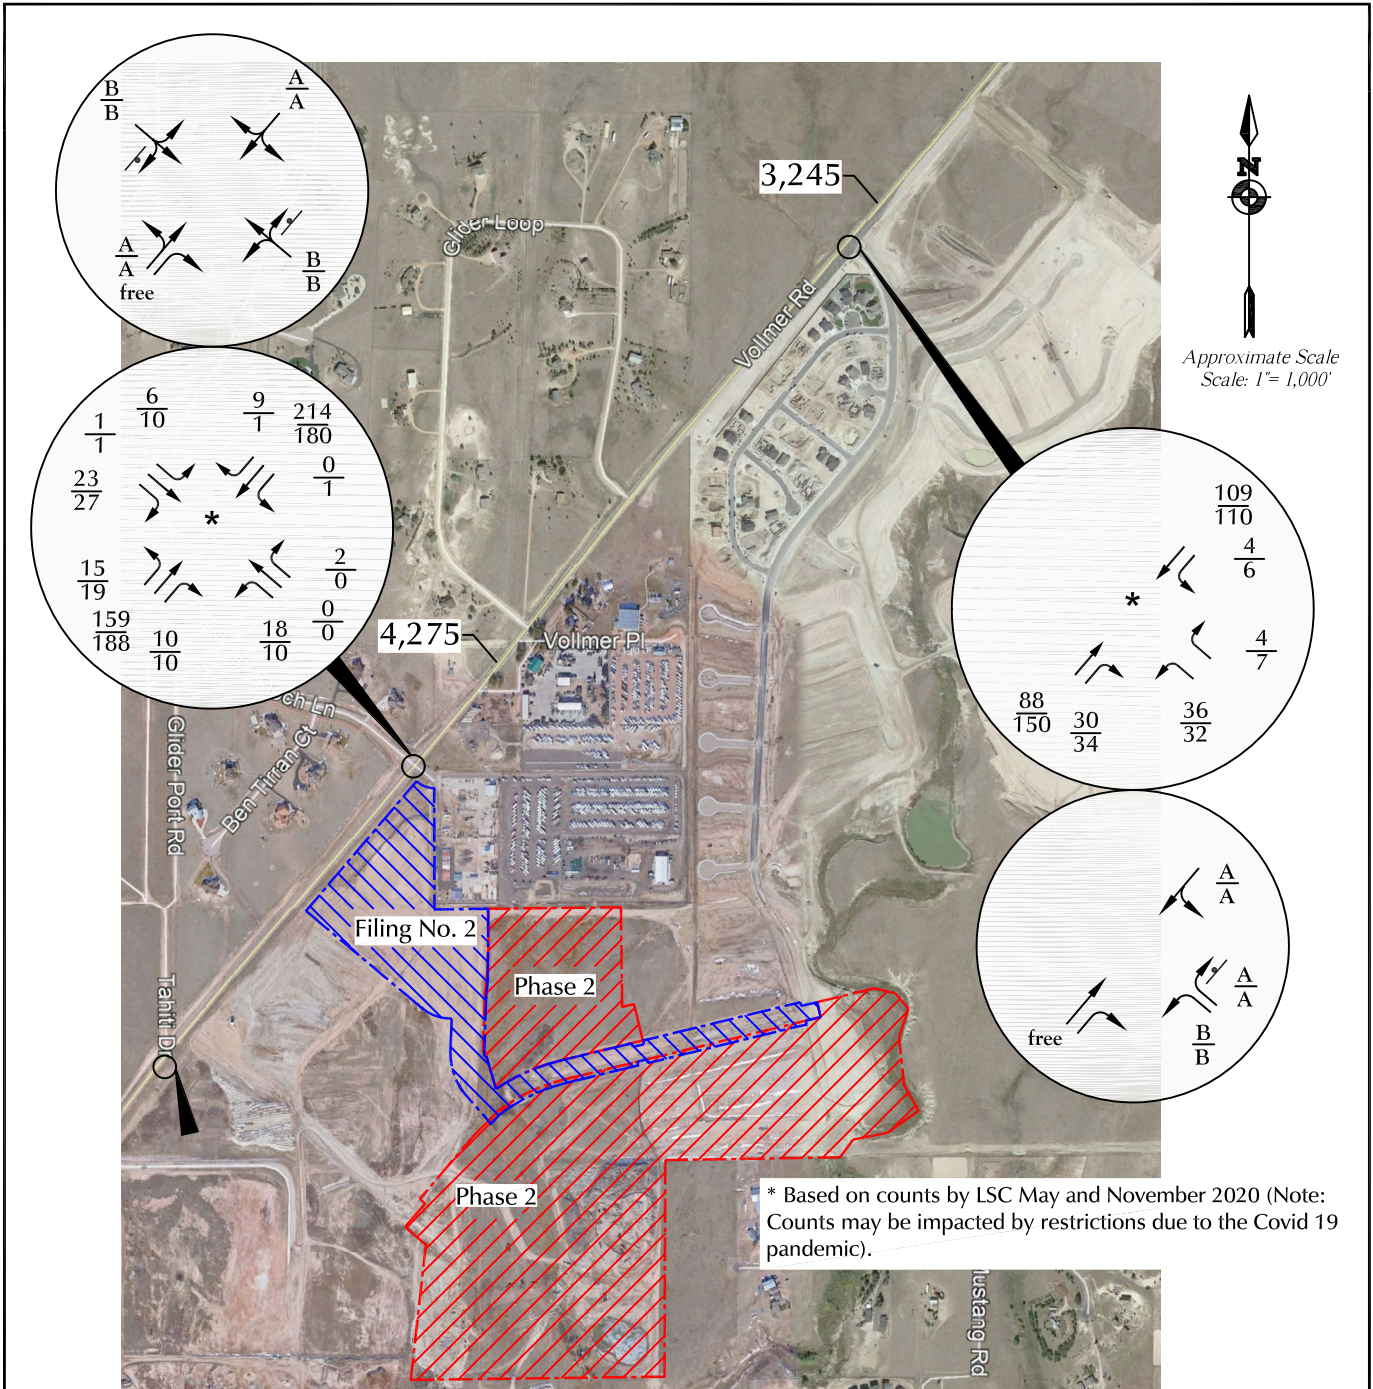 B
B
A
A
A
A
free
B
B
3,245
Glider Loop
Vollmer Rd
N
Approximate Scale
Scale: 1"= 1,000'
1
1
6
10
9
1
214
180
0
1
23
27
*
15
19
2
0
159
188
10
10
18
10
0
0
4,275
Vollmer Pl
109
110
4
6
*
4
7
88
150
30
34
36
32
ch Ln
Ben Tirran Ct
Glider Port Rd
Filing No. 2
Phase 2
Tahiti Dr
A
A
A
A
free
B
B
Phase 2
* Based on counts by LSC May and November 2020 (Note:
Counts may be impacted by restrictions due to the Covid 19
pandemic).
Mustang Rd